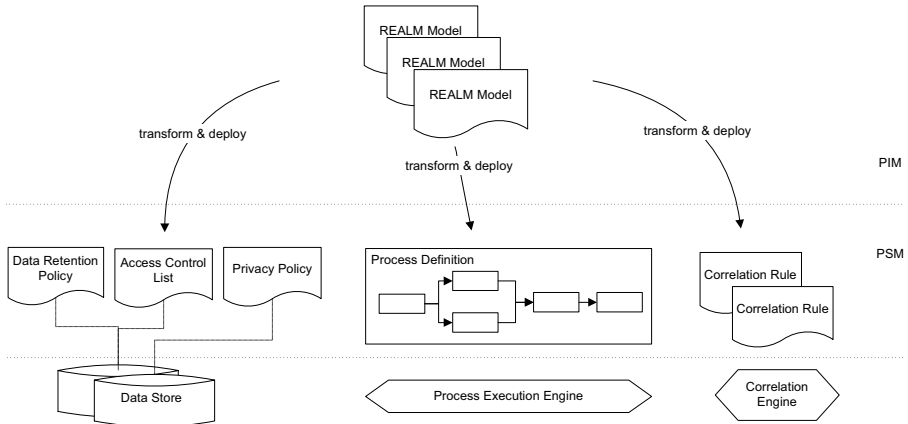 REALM Model
REALM Model
REALM Model
transform & deploy
transform & deploy
transform & deploy
PIM
Data Retention
Policy
Access Control
List
Privacy Policy
Process Definition
Correlation Rule
Correlation Rule
PSM
Data Store
Process Execution Engine
Correlation
Engine